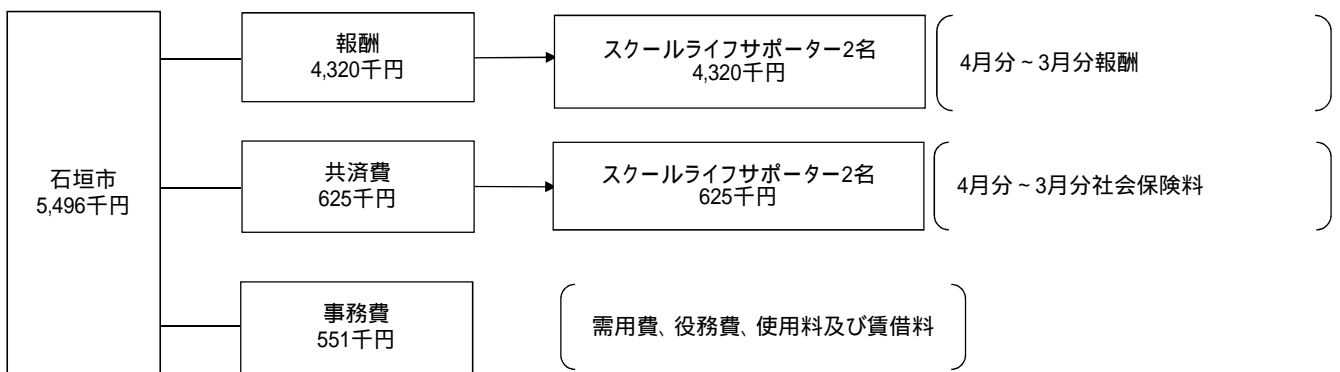 報酬
4,320千円
スクールライフサポーター2名
4,320千円
4月分~3月分報酬
石垣市
5,496千円
共済費
625千円
スクールライフサポーター2名
625千円
4月分~3月分社会保険料
事務費
551千円
需用費、役務費、使用料及び賃借料